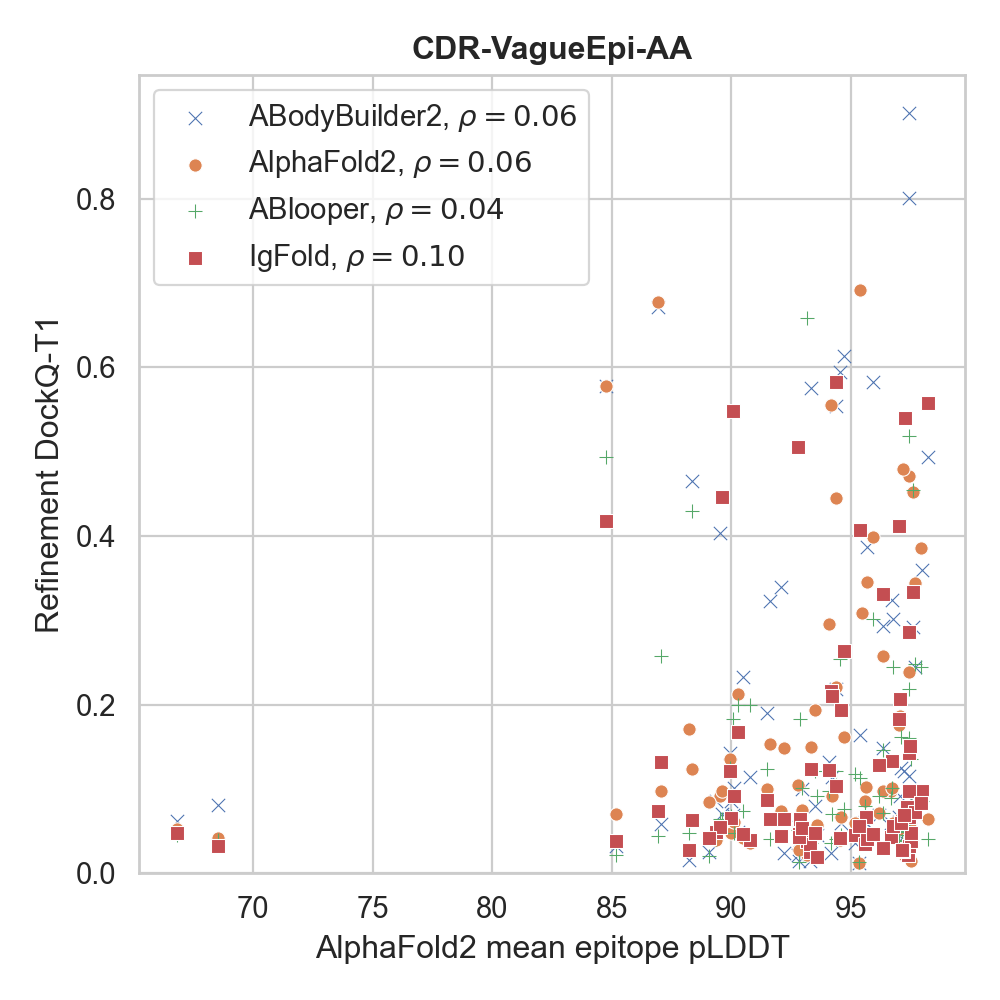 CDR-VagueEpi-AA
ABodyBuilder2, ρ = 0.06
AlphaFold2, ρ = 0.06
ABlooper, ρ = 0.04
IgFold, ρ = 0.10
0.8
0.6
0.4
0.2
0.0
Refinement DockQ-T1
70 75 80 85 90 95
AlphaFold2 mean epitope pLDDT